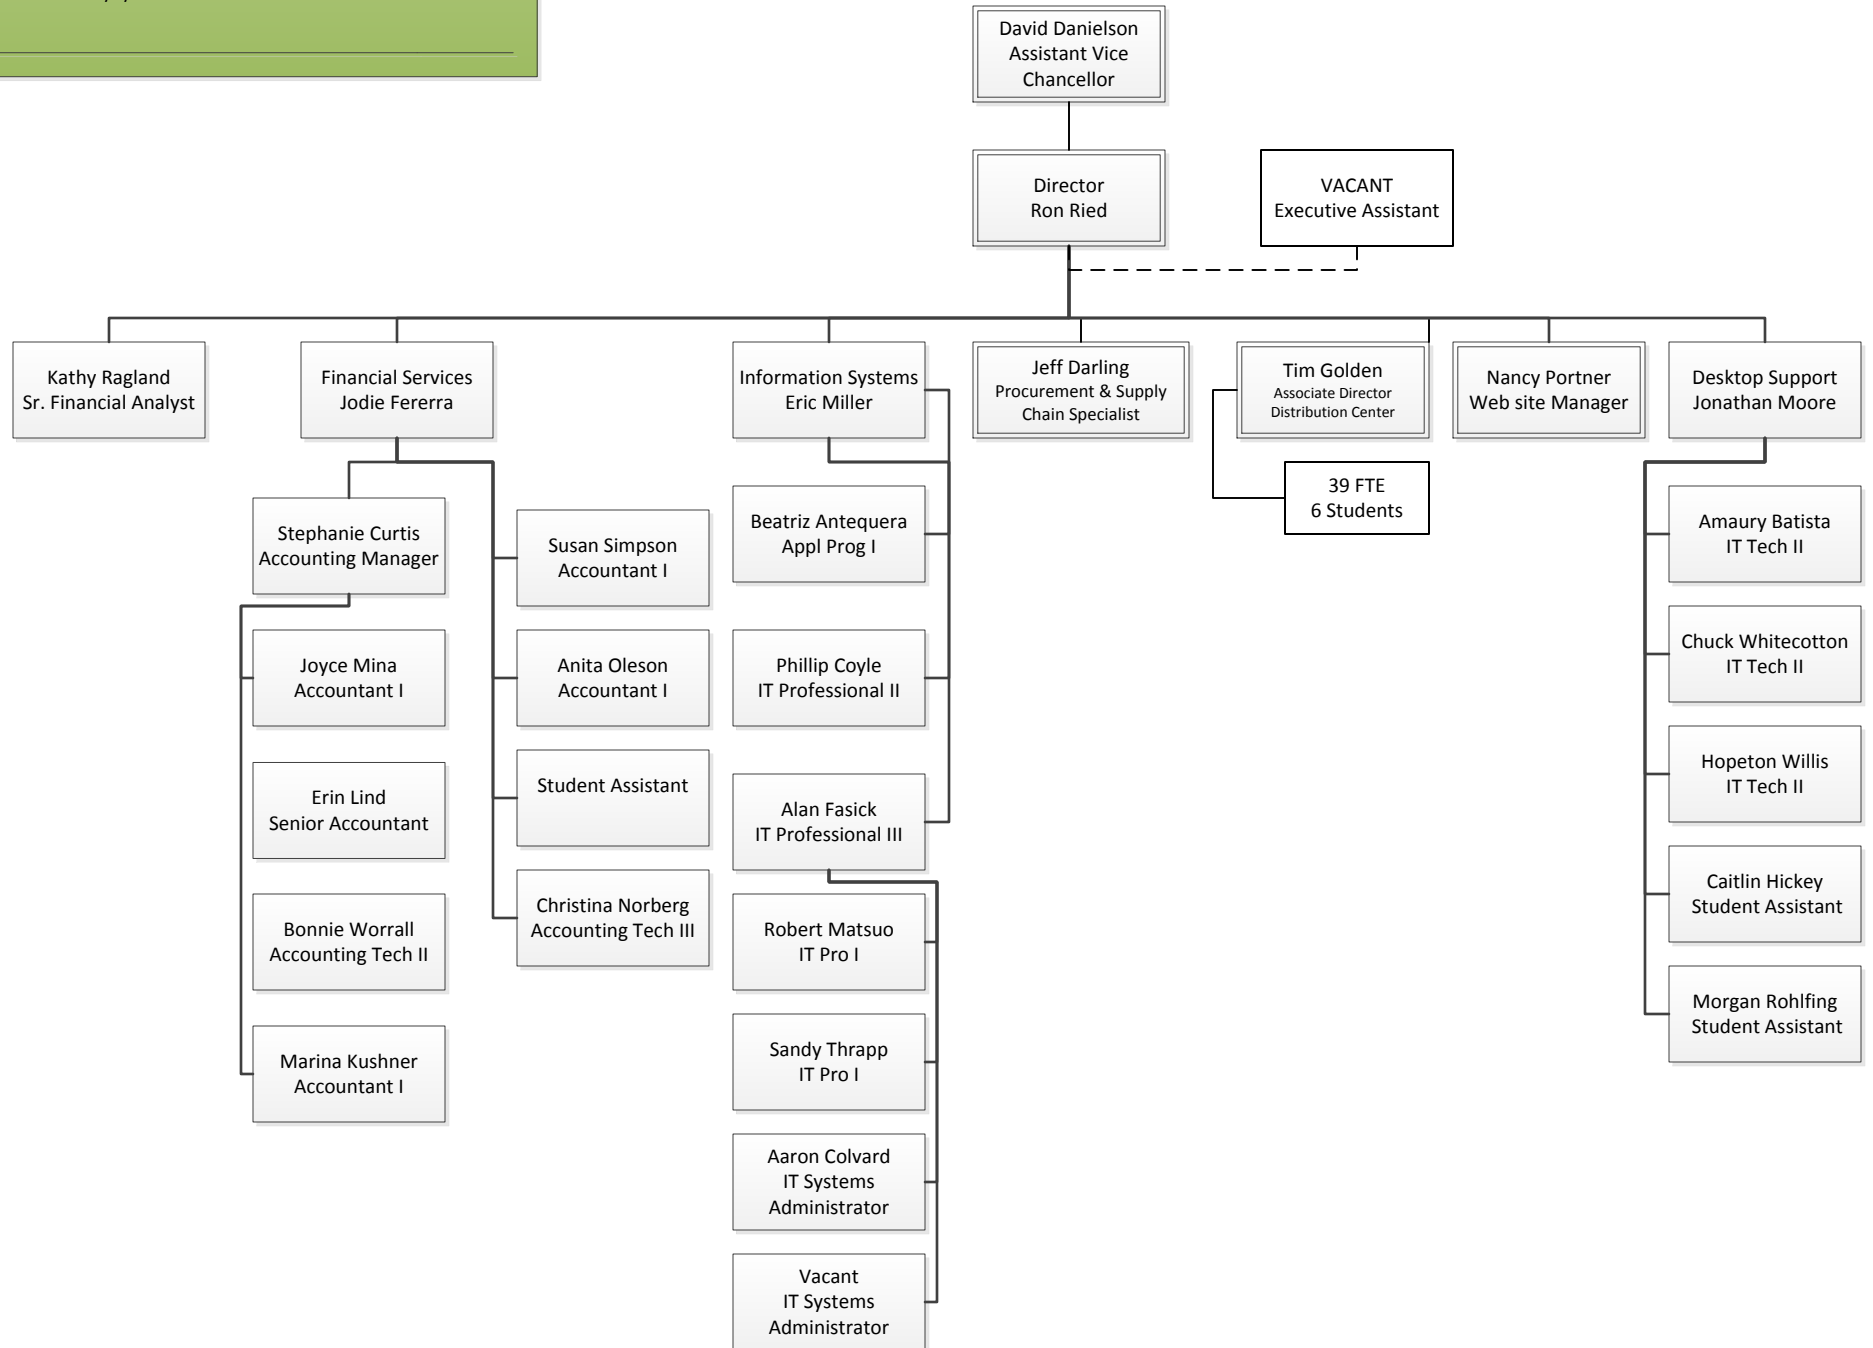 David Danielson
Assistant Vice
Chancellor
Director
Ron Ried
VACANT
Executive Assistant
Kathy Ragland
Sr. Financial Analyst
Financial Services
Jodie Fererra
Information Systems
Eric Miller
Jeff Darling
Procurement & Supply
Chain Specialist
Tim Golden
Associate Director
Distribution Center
Nancy Portner
Web site Manager
Desktop Support
Jonathan Moore
39 FTE
6 Students
Stephanie Curtis
Accounting Manager
Joyce Mina
Accountant I
Erin Lind
Senior Accountant
Bonnie Worrall
Accounting Tech II
Marina Kushner
Accountant I
Susan Simpson
Accountant I
Anita Oleson
Accountant I
Student Assistant
Christina Norberg
Accounting Tech III
Beatriz Antequera
Appl Prog I
Phillip Coyle
IT Professional II
Alan Fasick
IT Professional III
Robert Matsuo
IT Pro I
Sandy Thrapp
IT Pro I
Aaron Colvard
IT Systems
Administrator
Vacant
IT Systems
Administrator
Amaury Batista
IT Tech II
Chuck Whitecotton
IT Tech II
Hopeton Willis
IT Tech II
Caitlin Hickey
Student Assistant
Morgan Rohlfing
Student Assistant